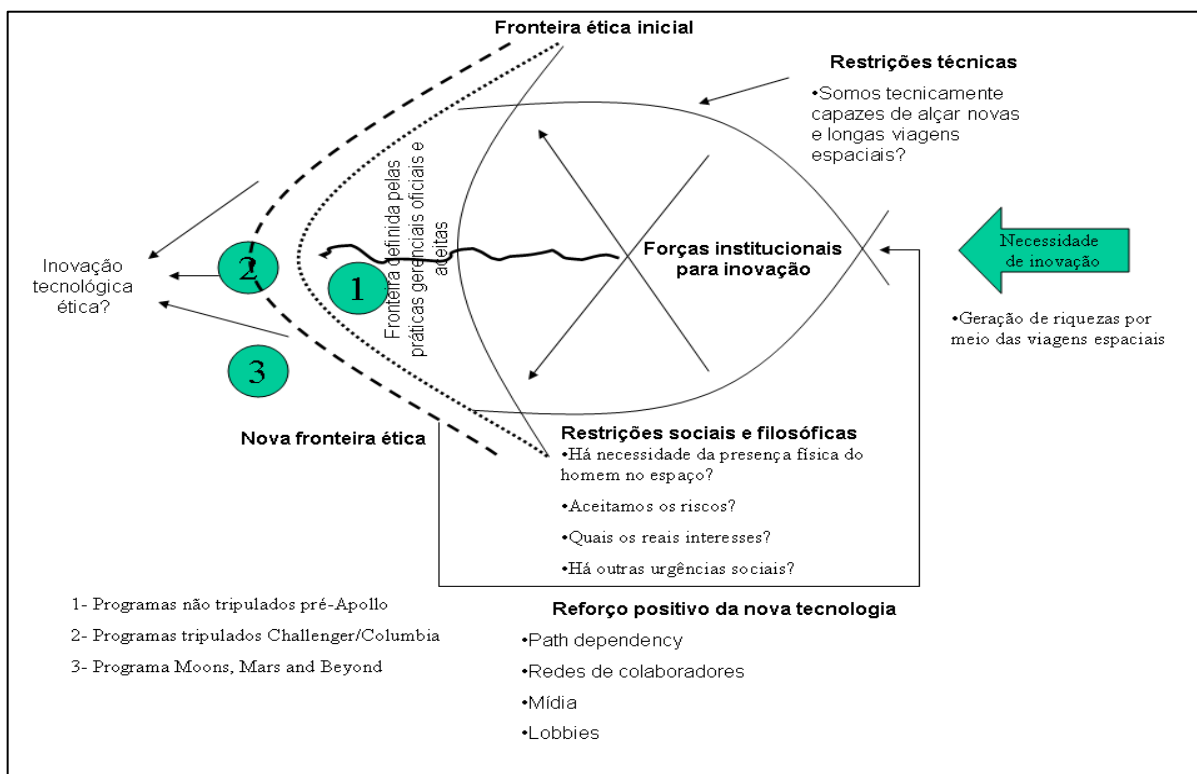 Fronteira ética inicial
Restrições técnicas
•Somos tecnicamente
capazes de alçar novas
e longas viagens
espaciais?
Fronteira definida pelas
práticas gerenciais oficiais e
aceitas
Forças institucionais
para inovação
Necessidade
de inovação
•Geração de riquezas por
meio das viagens espaciais
Inovação
tecnológica
ética?
2
1
3
Nova fronteira ética
Restrições sociais e filosóficas
•Há necessidade da presença física do
homem no espaço?
•Aceitamos os riscos?
•Quais os reais interesses?
•Há outras urgências sociais?
1- Programas não tripulados pré-Apollo
2- Programas tripulados Challenger/Columbia
3- Programa Moons, Mars and Beyond
Reforço positivo da nova tecnologia
•Path dependency
•Redes de colaboradores
•Mídia
•Lobbies